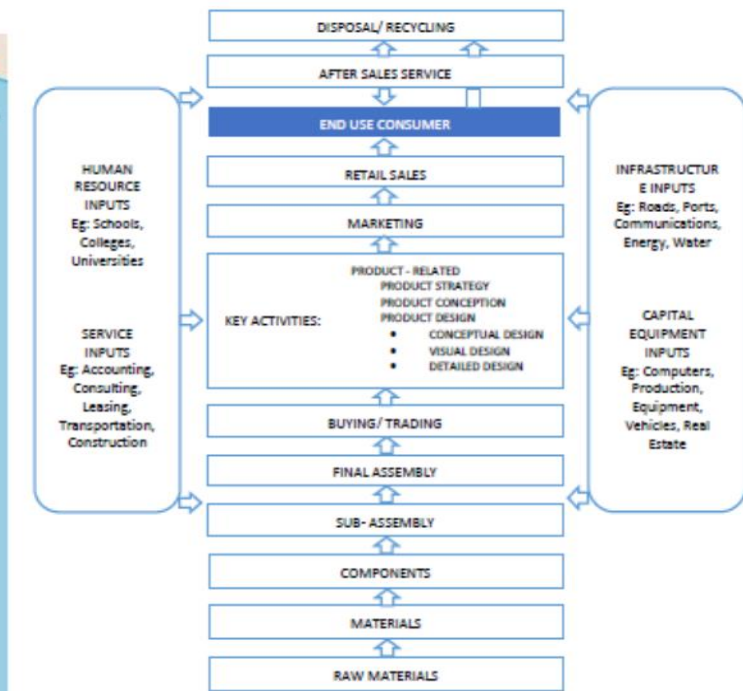 DISPOSAL/ RECYCLING
AFTER SALES SERVICE
END USE CONSUMER
RETAIL SALES
MARKETING
HUMAN
RESOURCE
INPUTS
Eg: Schools,
Colleges,
Universities
SERVICE
INPUTS
Eg: Accounting,
Consulting,
Leasing,
Transportation,
Construction
KEY ACTIVITIES:
PRODUCT - RELATED
PRODUCT STRATEGY
PRODUCT CONCEPTION
PRODUCT DESIGN
• CONCEPTUAL DESIGN
• VISUAL DESIGN
• DETAILED DESIGN
INFRASTRUCTUR
E INPUTS
Eg: Roads, Ports,
Communications,
Energy, Water
CAPITAL
EQUIPMENT
INPUTS
Eg: Computers,
Production,
Equipment,
Vehicles, Real
Estate
BUYING/ TRADING
FINAL ASSEMBLY
SUB- ASSEMBLY
COMPONENTS
MATERIALS
RAW MATERIALS